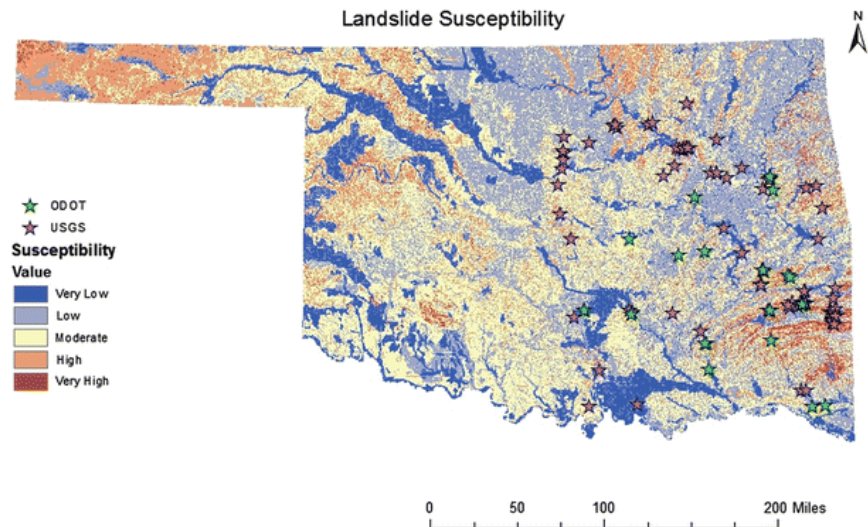 Landslide Susceptibility
N
ODOT
USGS
Susceptibility
Value
Very Low
Low
Moderate
High
Very High
0 50 100 200 Miles